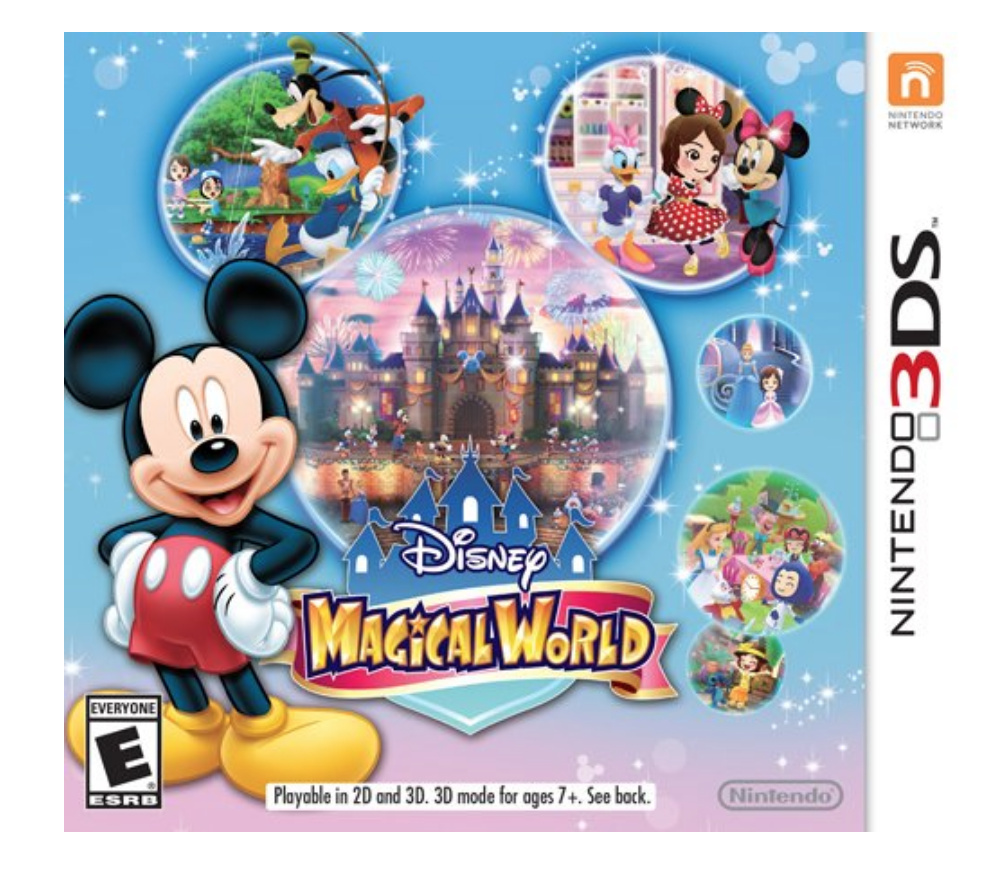 NINTENDO
NETWORK
NINTENDO 3DS™
DISNEY
MAGICAL WORLD
EVERYONE
E
ESRB
®
Playable in 2D and 3D. 3D mode for ages 7+. See back.
Nintendo®